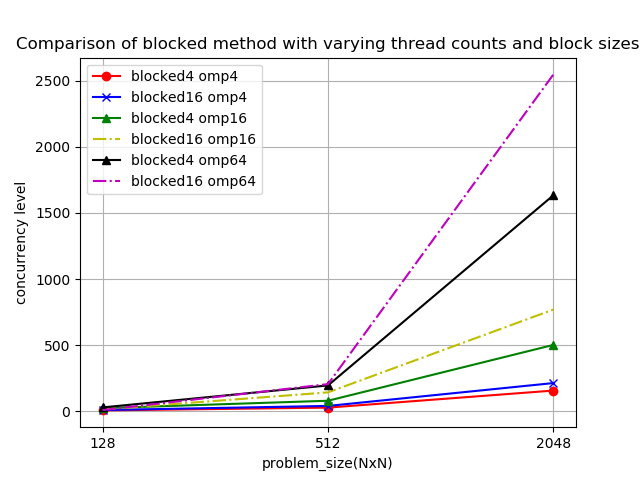 Comparison of blocked method with varying thread counts and block sizes
blocked4 omp4
blocked16 omp4
blocked4 omp16
blocked16 omp16
blocked4 omp64
blocked16 omp64
2500
2000
1500
1000
500
0
concurrency level
128 512 2048
problem_size(NxN)